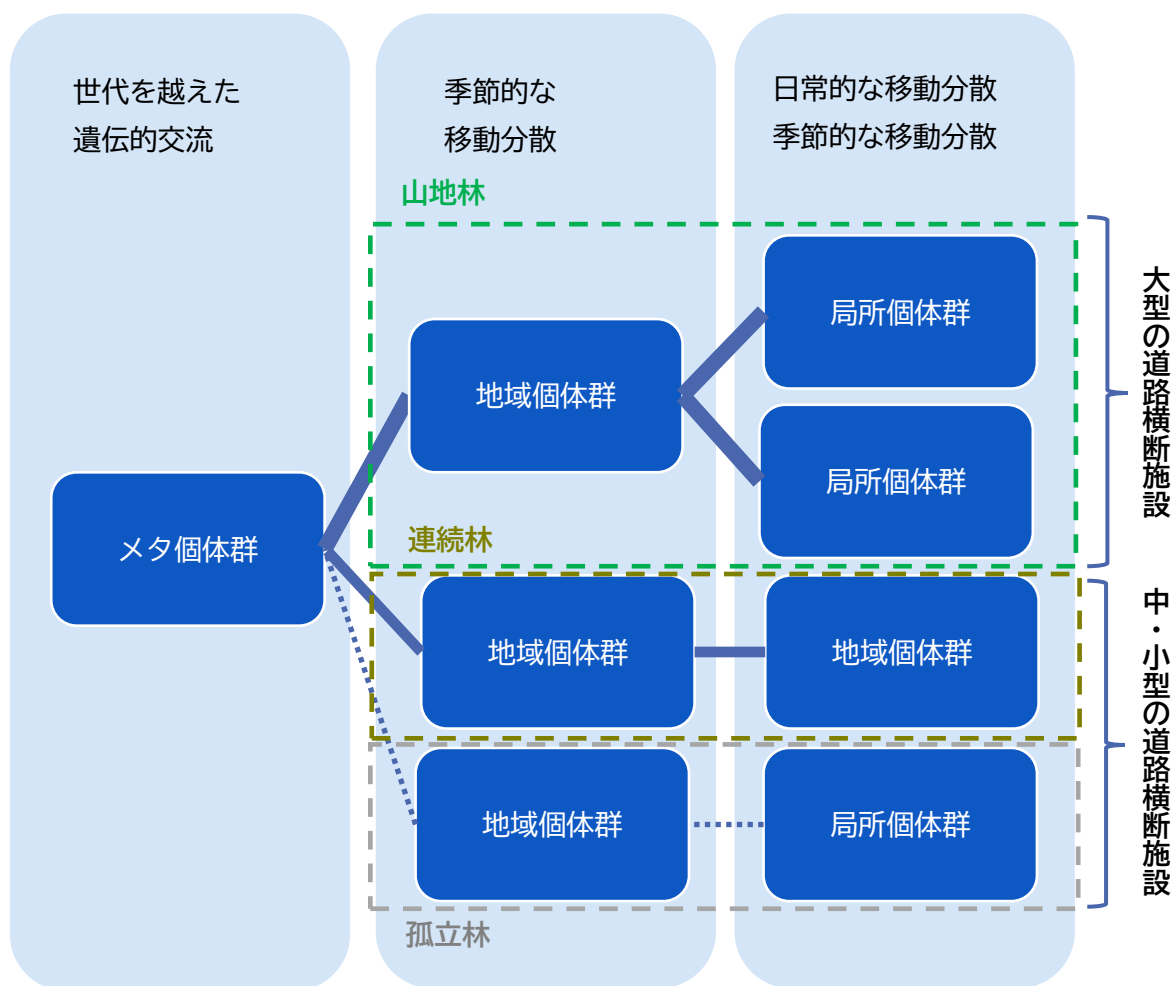 世代を越えた
遺伝的交流
季節的な
移動分散
日常的な移動分散
季節的な移動分散
山地林
局所個体群
地域個体群
局所個体群
メタ個体群
連続林
地域個体群
地域個体群
地域個体群
局所個体群
孤立林
大型の道路横断施設
中・小型の道路横断施設